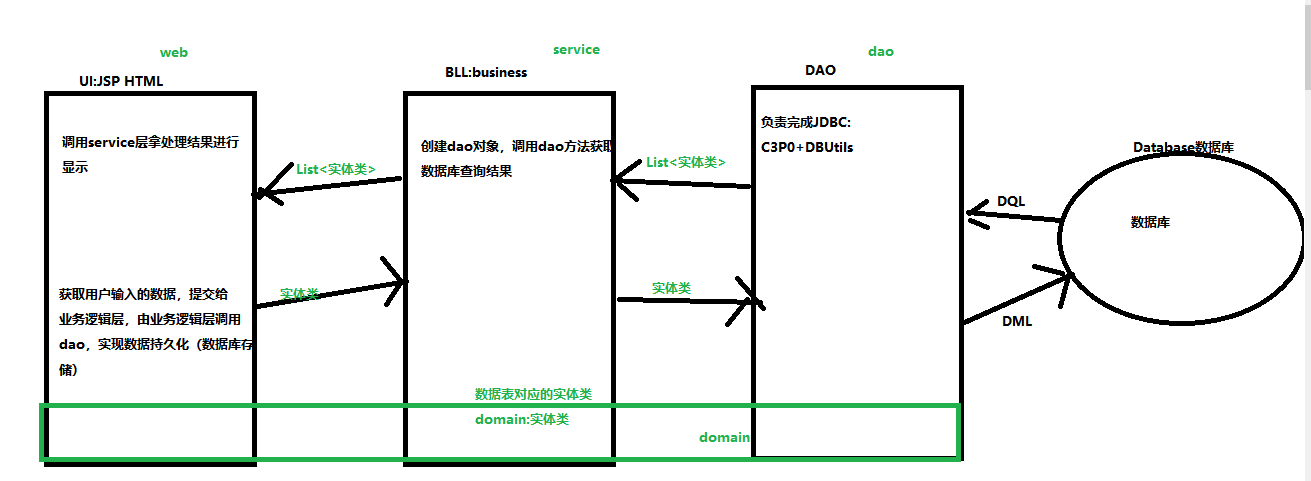 web
service
dao
UI:JSP HTML
BLL:business
DAO
调用service层拿处理结果进行
显示
List<实体类>
创建dao对象，调用dao方法获取
数据库查询结果
List<实体类>
负责完成JDBC:
C3P0+DBUtils
Database数据库
DQL
数据库
获取用户输入的数据，提交给
业务逻辑层，由业务逻辑层调用
dao，实现数据持久化（数据库存
储）
实体类
实体类
DML
数据表对应的实体类
domain:实体类
domain